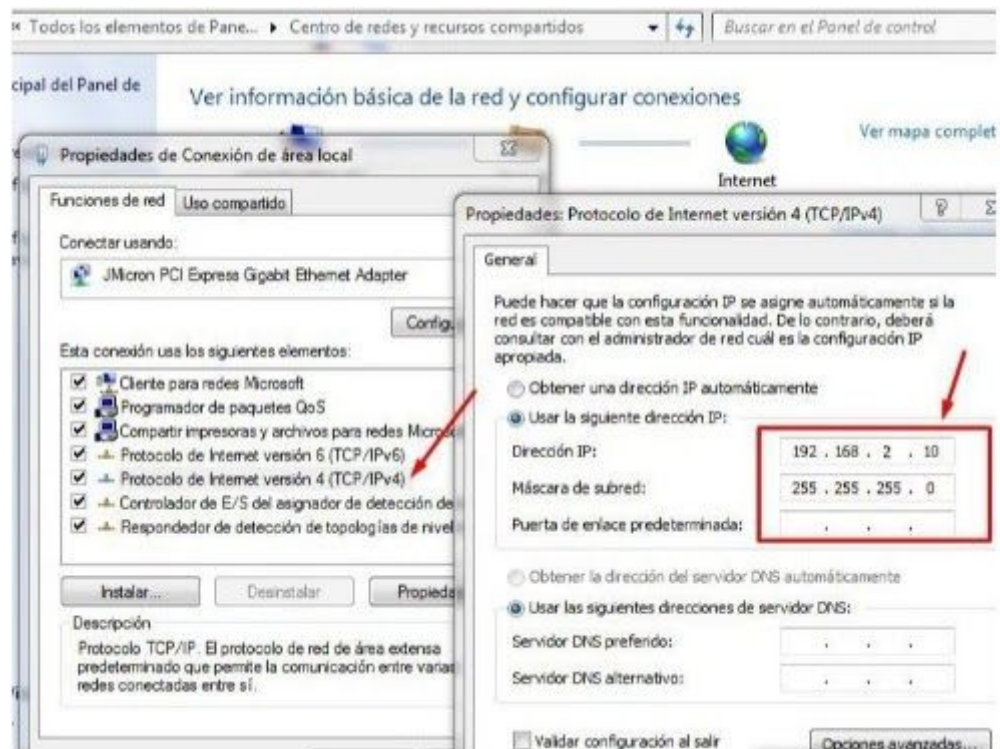 Todos los elementos de Pane... ▸ Centro de redes y recursos compartidos
Buscar en el Panel de control
cipal del Panel de
Ver información básica de la red y configurar conexiones
Ver mapa complet
Internet
Propiedades de Conexión de área local
Funciones de red
Uso compartido
Conectar usando:
JMicron PCI Express Gigabit Ethernet Adapter
Configu
Esta conexión usa los siguientes elementos:
Cliente para redes Microsoft
Programador de paquetes QoS
Compartir impresoras y archivos para redes Micros
Protocolo de Internet versión 6 (TCP/IPv6)
Protocolo de Internet versión 4 (TCP/IPv4)
Controlador de E/S del asignador de detección de
Respondedor de detección de topologías de nivel
Instalar...
Desinstalar
Propieda
Descripción
Protocolo TCP/IP. El protocolo de red de área extensa
predeterminado que permite la comunicación entre varias
redes conectadas entre sí.
Propiedades: Protocolo de Internet versión 4 (TCP/IPv4)
General
Puede hacer que la configuración IP se asigne automáticamente si la
red es compatible con esta funcionalidad. De lo contrario, deberá
consultar con el administrador de red cuál es la configuración IP
apropiada.
Obtener una dirección IP automáticamente
Usar la siguiente dirección IP:
Dirección IP: 192 . 168 . 2 . 10
Máscara de subred: 255 . 255 . 255 . 0
Puerta de enlace predeterminada: . . .
Obtener la dirección del servidor DNS automáticamente
Usar las siguientes direcciones de servidor DNS:
Servidor DNS preferido: . . .
Servidor DNS alternativo: . . .
Validar configuración al salir
Opciones avanzadas...